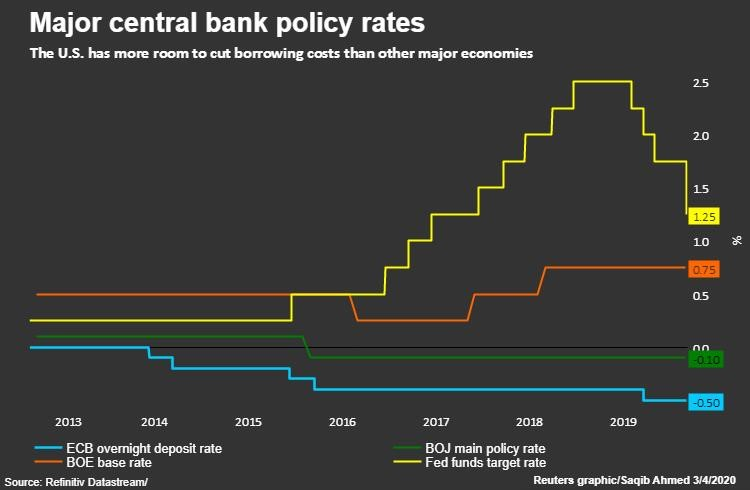 Major central bank policy rates
The U.S. has more room to cut borrowing costs than other major economies
2.5
2.0
1.5
1.25
1.0
%
0.75
0.5
0.0
-0.10
-0.50
2013 2014 2015 2016 2017 2018 2019
ECB overnight deposit rate BOJ main policy rate
BOE base rate Fed funds target rate
Source: Refinitiv Datastream/ Reuters graphic/Saqib Ahmed 3/4/2020